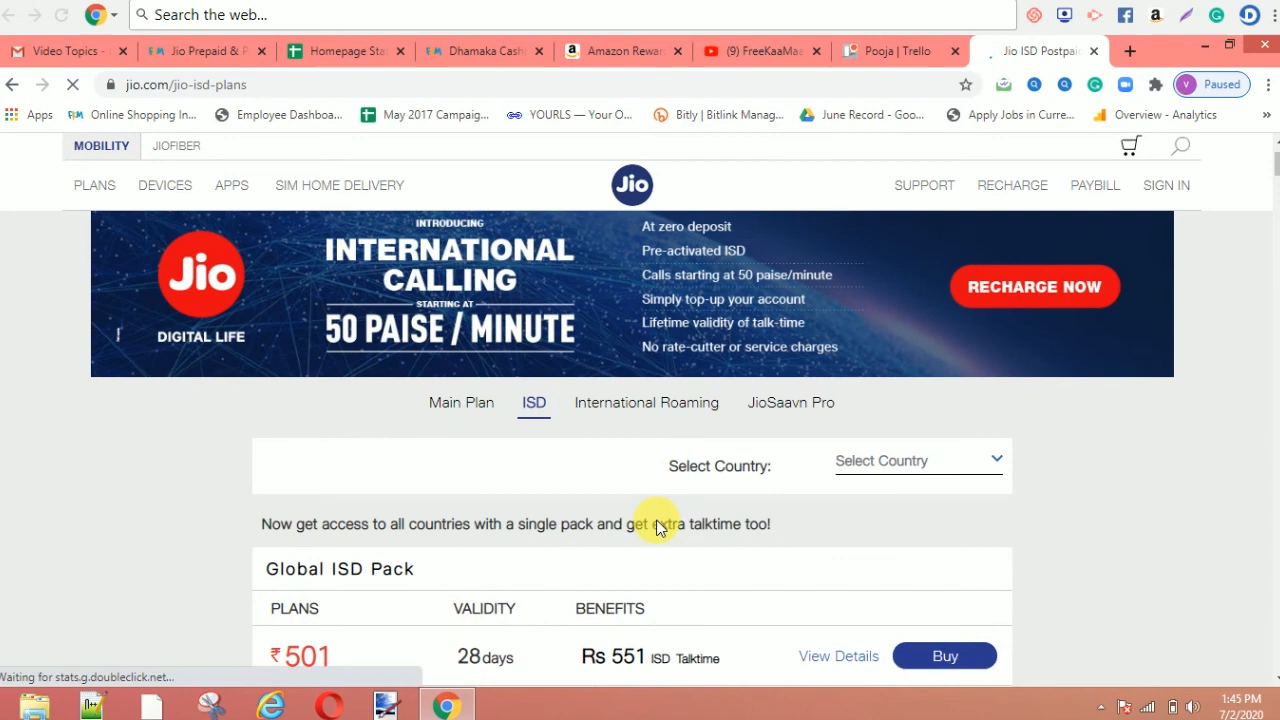 Search the web...
Video Topics -
Jio Prepaid & P
Homepage Sta
Dhamaka Cash
Amazon Rewar
(9) FreeKaaMaa
Pooja | Trello
Jio ISD Postpaid
jio.com/jio-isd-plans
V Paused
Apps
Online Shopping In...
Employee Dashboa...
May 2017 Campaig...
YOURLS — Your O...
Bitly | Bitlink Manag...
June Record - Goo...
Apply Jobs in Curre...
Overview - Analytics
»
MOBILITY
JIOFIBER
PLANS
DEVICES
APPS
SIM HOME DELIVERY
Jio
SUPPORT
RECHARGE
PAYBILL
SIGN IN
Jio
DIGITAL LIFE
INTRODUCING
INTERNATIONAL
CALLING
STARTING AT
50 PAISE / MINUTE
At zero deposit
Pre-activated ISD
Calls starting at 50 paise/minute
Simply top-up your account
Lifetime validity of talk-time
No rate-cutter or service charges
RECHARGE NOW
Main Plan
ISD
International Roaming
JioSaavn Pro
Select Country:
Select Country
Now get access to all countries with a single pack and get extra talktime too!
Global ISD Pack
PLANS
VALIDITY
BENEFITS
₹501
28 days
Rs 551 ISD Talktime
View Details
Buy
Waiting for stats.g.doubleclick.net...
1:45 PM
7/2/2020